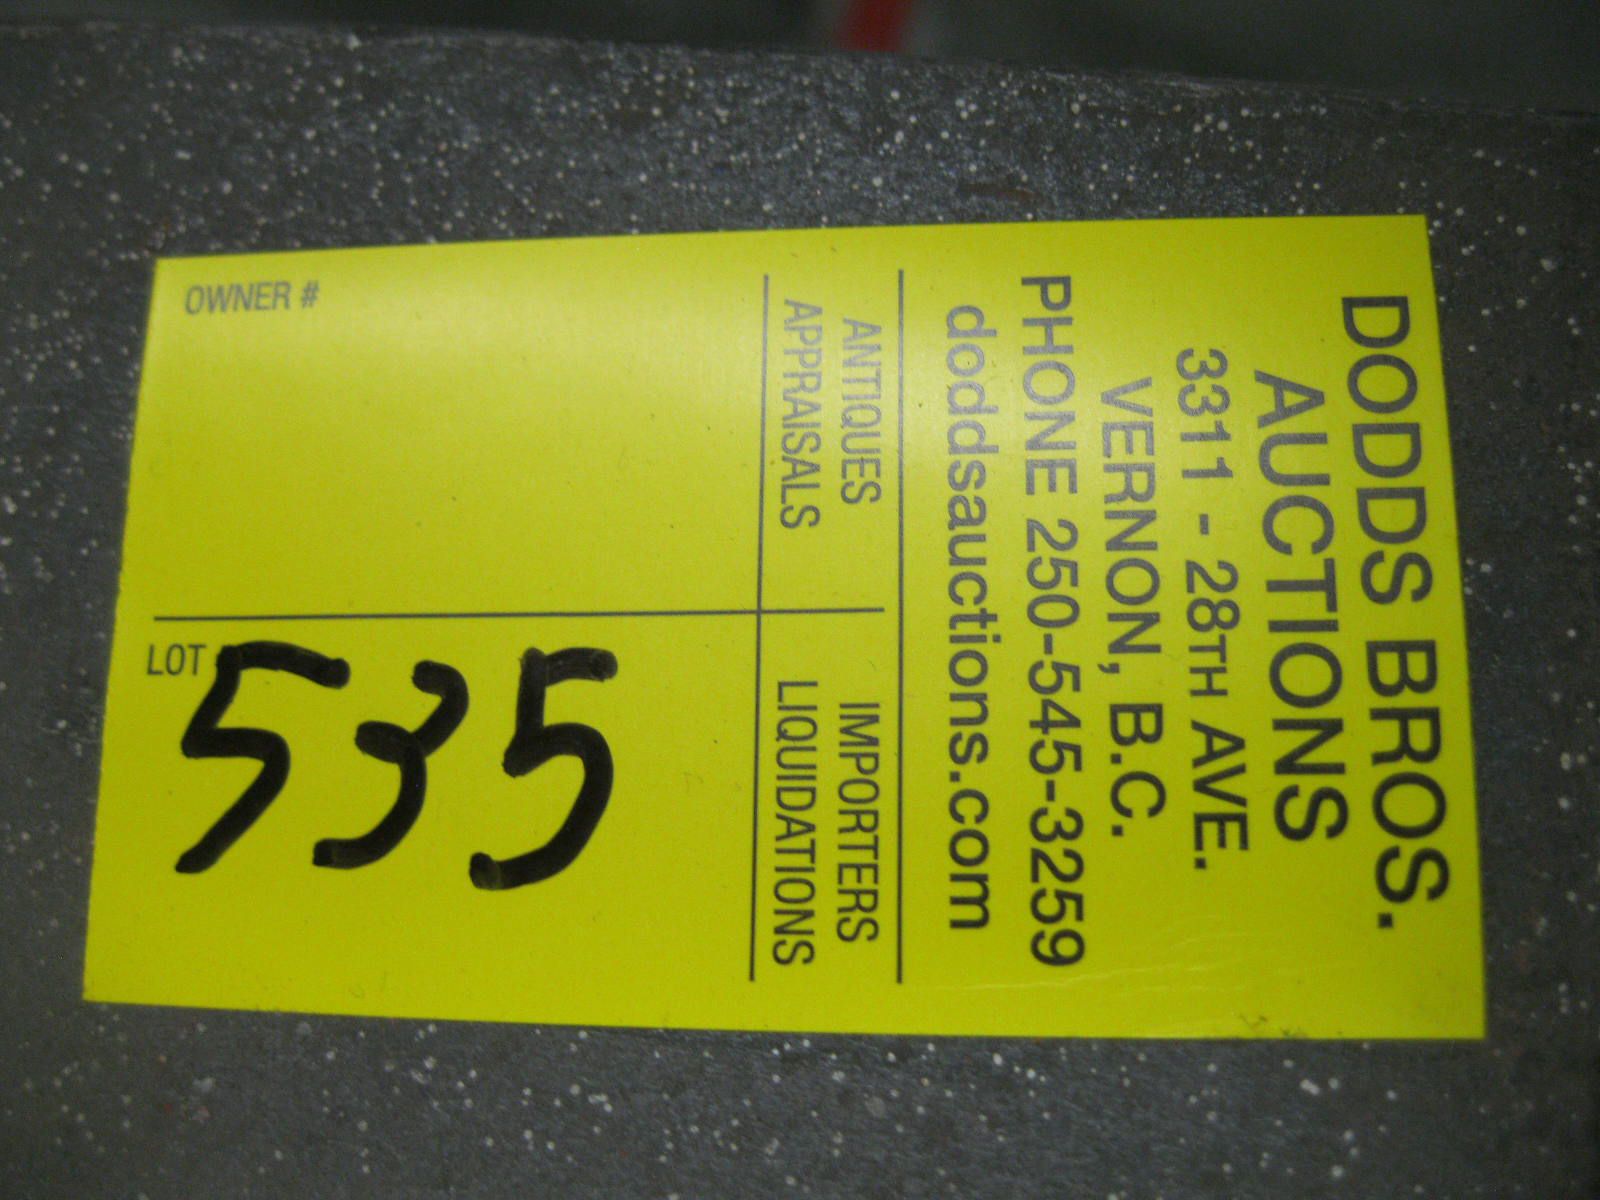 DODDS BROS.
AUCTIONS
3311 - 28TH AVE.
VERNON, B.C.
PHONE 250-545-3259
doddsauctions.com
ANTIQUES
APPRAISALS
IMPORTERS
LIQUIDATIONS
OWNER #
LOT 535